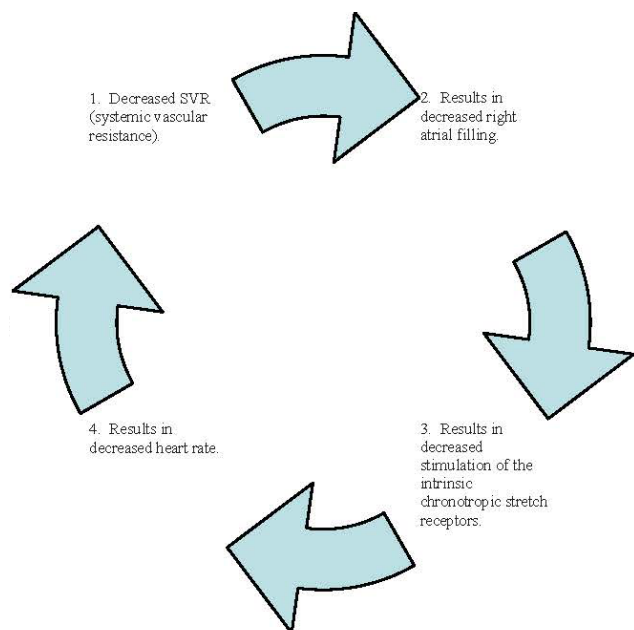 1. Decreased SVR
(systemic vascular
resistance).
2. Results in
decreased right
atrial filling.
3. Results in
decreased
stimulation of the
intrinsic
chronotropic stretch
receptors.
4. Results in
decreased heart rate.